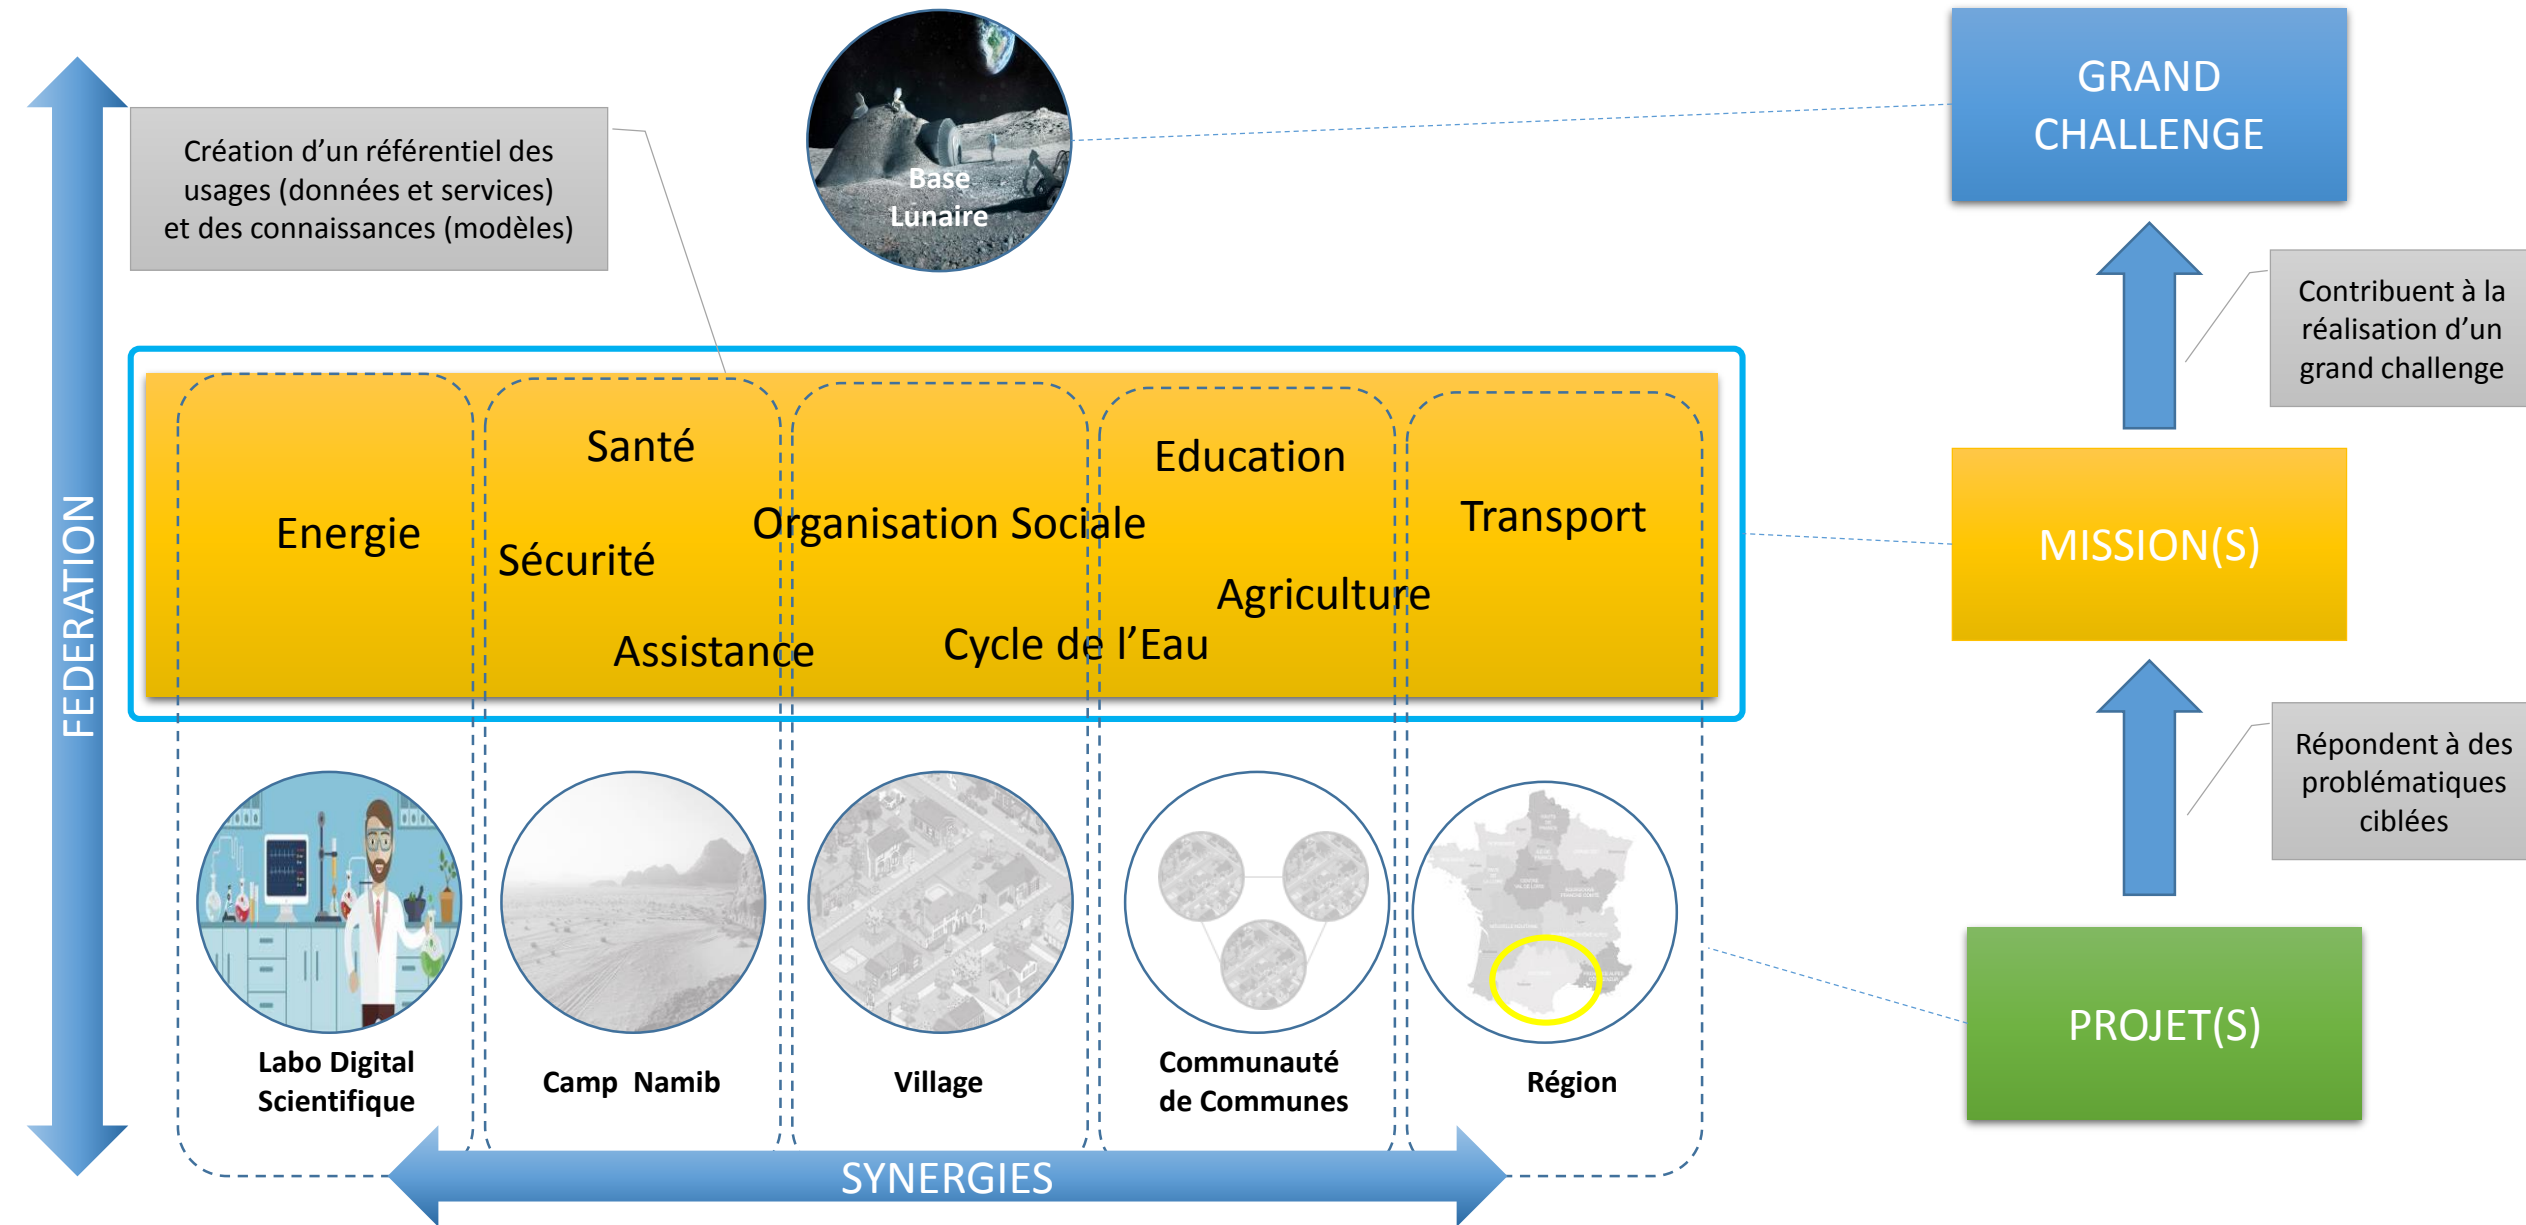 GRAND
CHALLENGE
Création d'un référentiel des
usages (données et services)
et des connaissances (modèles)
Base
Lunaire
Contribuent à la
réalisation d'un
grand challenge
FEDERATION
Santé
Education
Energie
Organisation Sociale
Transport
Sécurité
Agriculture
Assistance
Cycle de l'Eau
MISSION(S)
Répondent à des
problématiques
ciblées
Labo Digital
Scientifique
Camp Namib
Village
Communauté
de Communes
Région
PROJET(S)
SYNERGIES